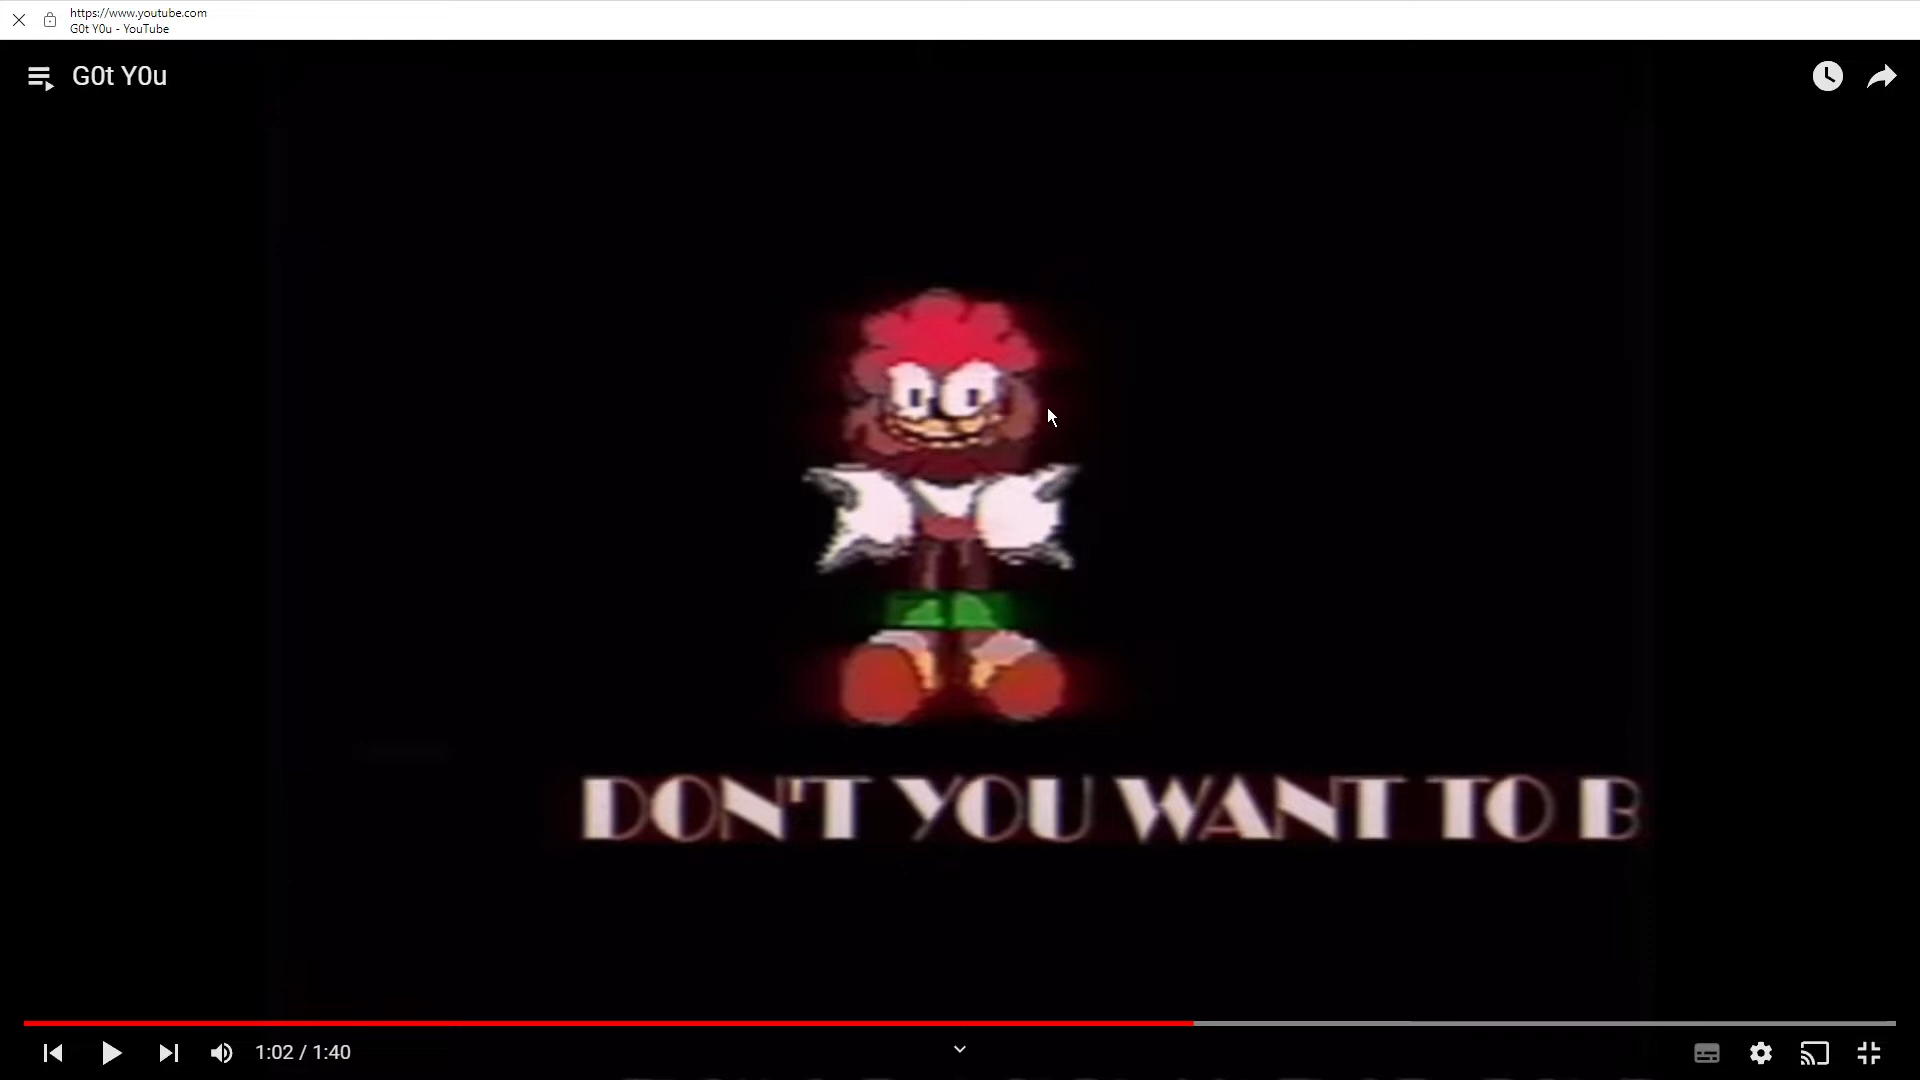 https://www.youtube.com
G0t Y0u - YouTube
G0t Y0u
DON'T YOU WANT TO B
1:02 / 1:40